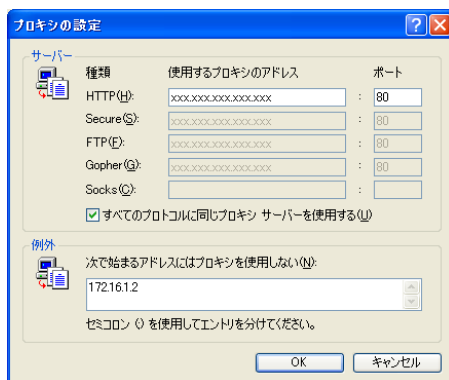 プロキシの設定
サーバー
種類 使用するプロキシのアドレス ポート
HTTP(H): xxx.xxx.xxx.xxx.xxx : 80
Secure(S): xxx.xxx.xxx.xxx.xxx : 80
FTP(F): xxx.xxx.xxx.xxx.xxx : 80
Gopher(G): xxx.xxx.xxx.xxx.xxx : 80
Socks(C): :
すべてのプロトコルに同じプロキシ サーバーを使用する(U)
例外
次で始まるアドレスにはプロキシを使用しない(N):
172.16.1.2
セミコロン () を使用してエントリを分けてください。
OK キャンセル